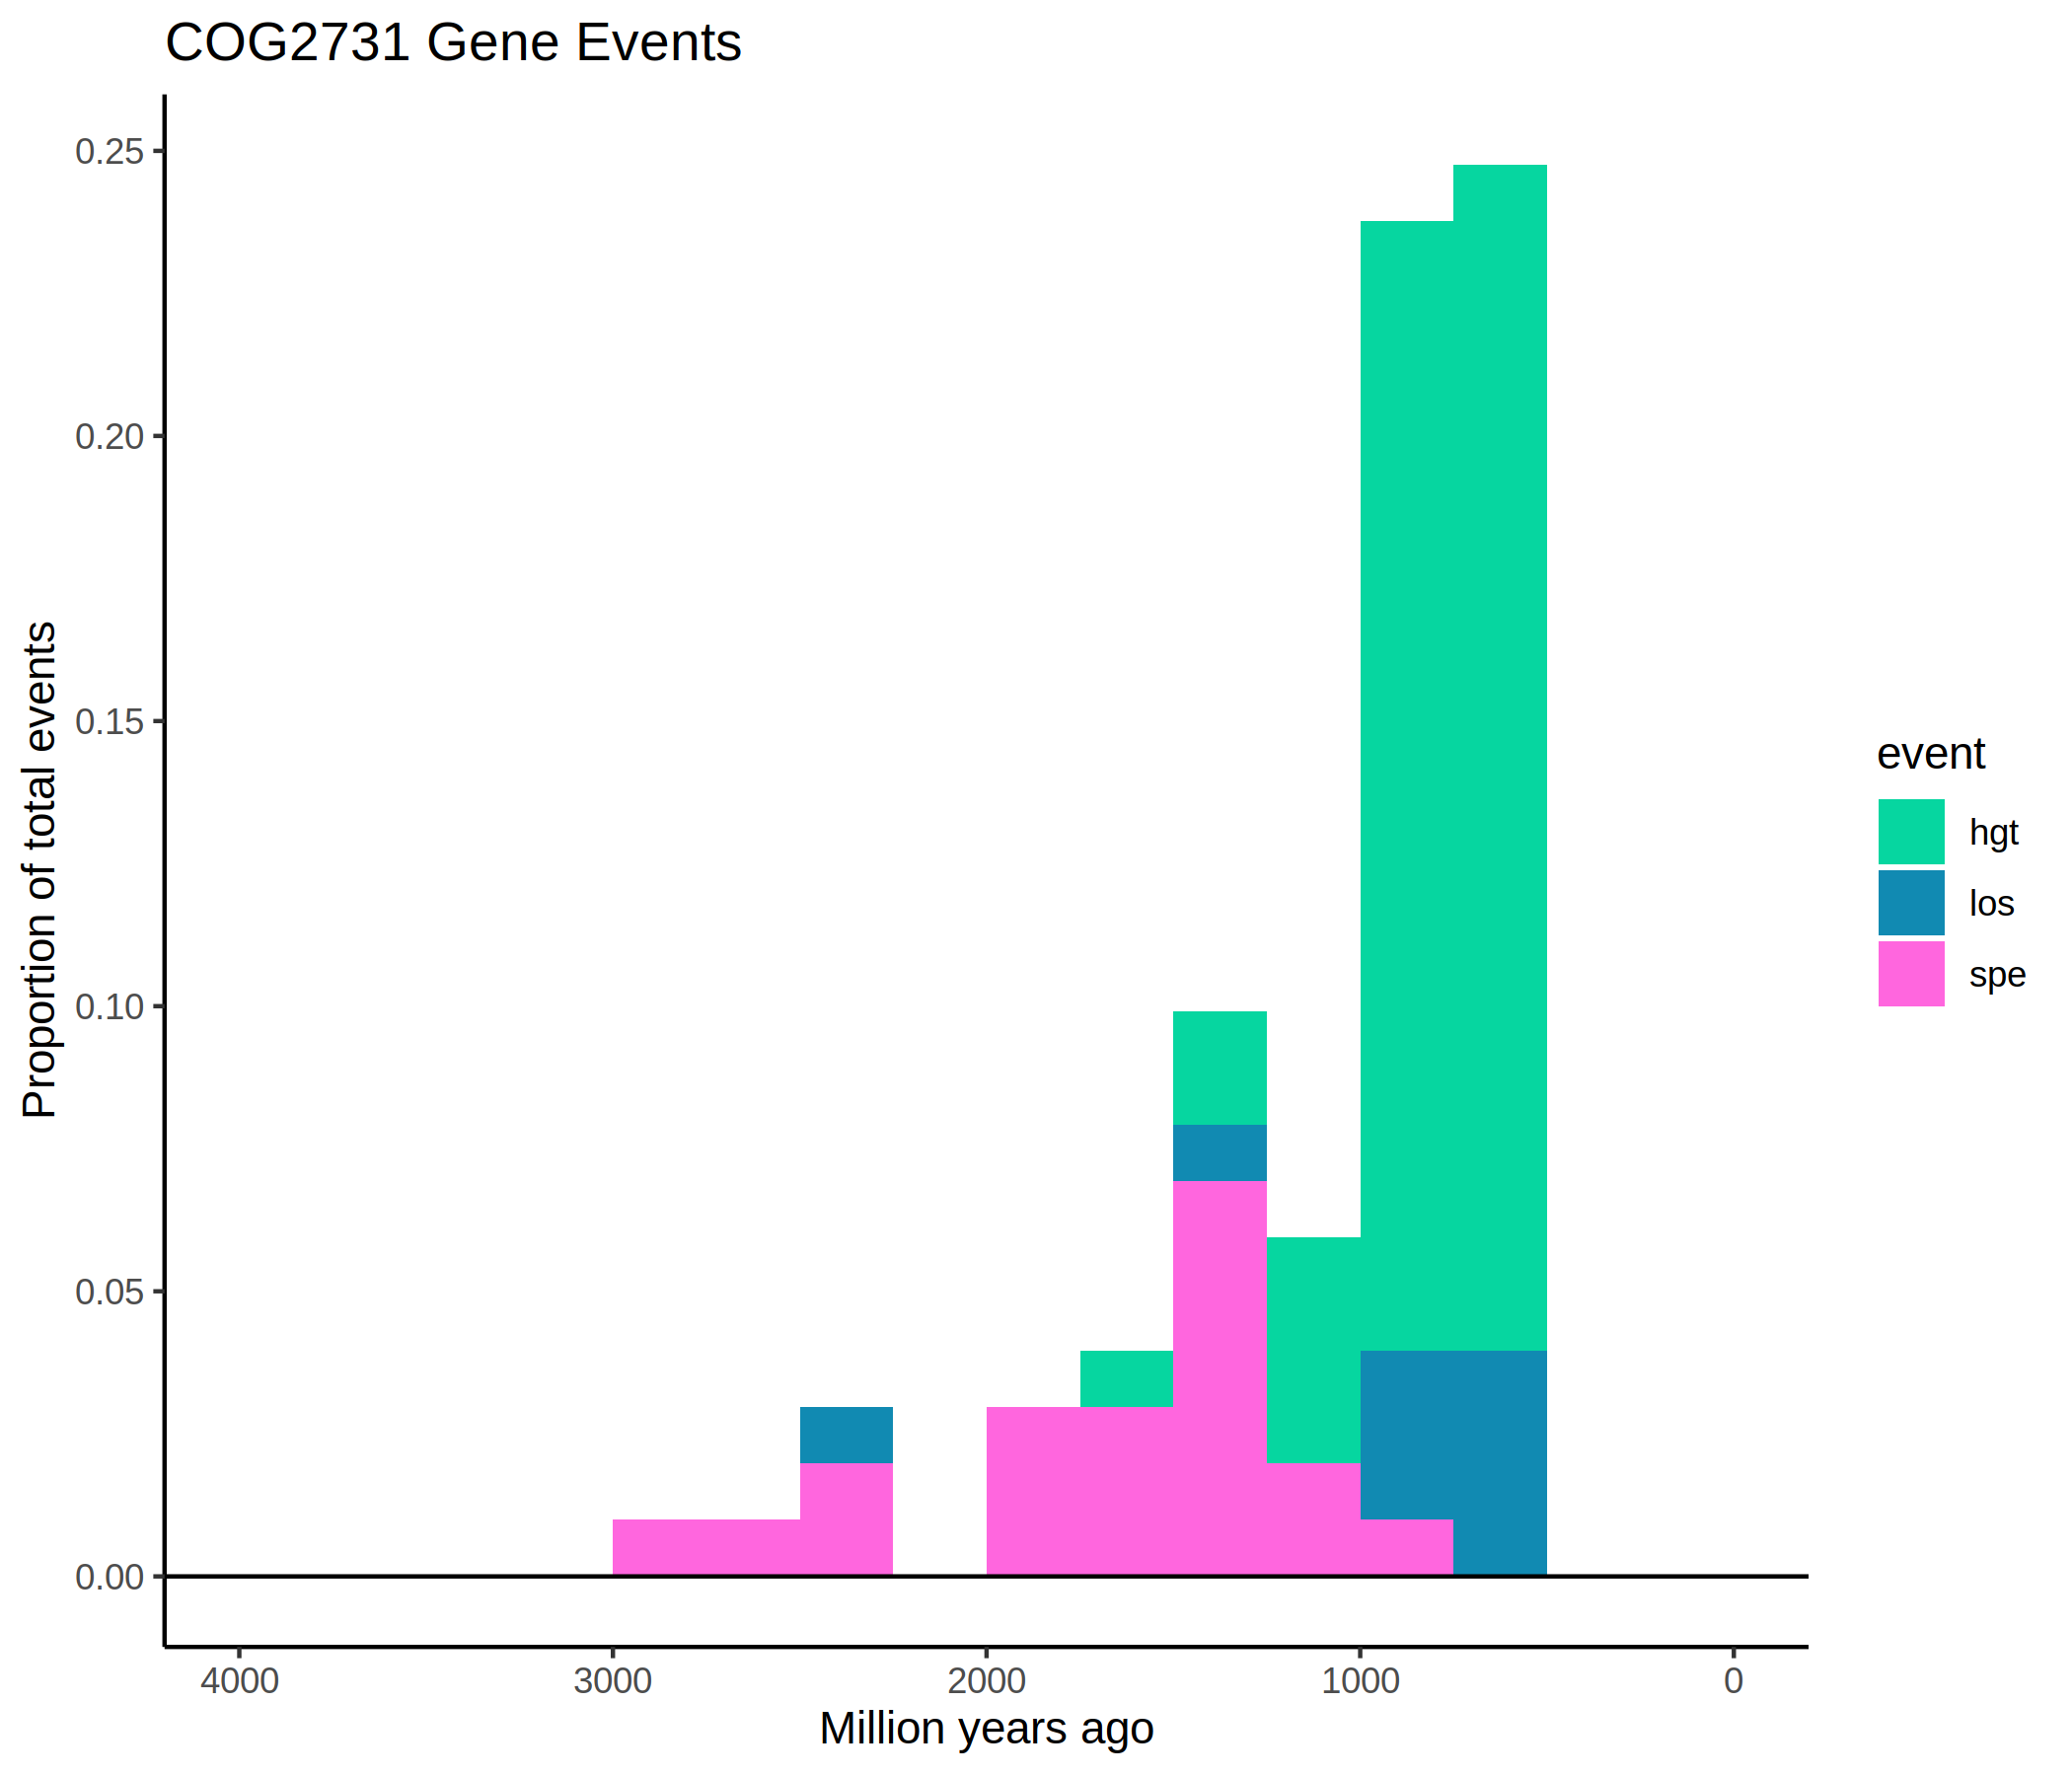 COG2731 Gene Events
0.25
0.20
0.15
0.10
0.05
0.00
Proportion of total events
4000 3000 2000 1000 0
Million years ago
event
hgt
los
spe